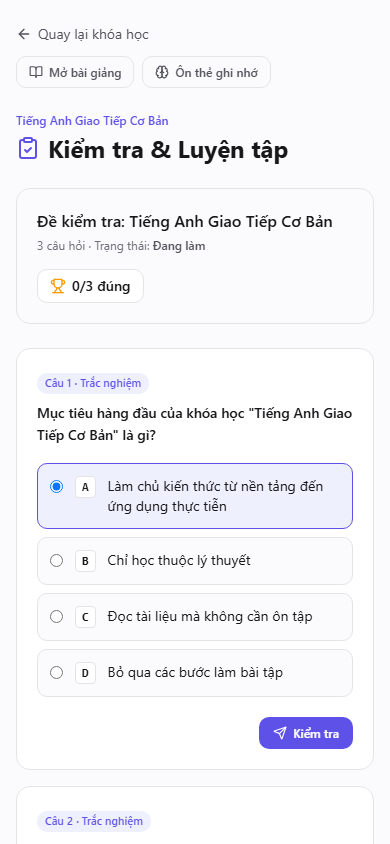 Quay lại khóa học
Mở bài giảng
Ôn thẻ ghi nhớ
Tiếng Anh Giao Tiếp Cơ Bản
Kiểm tra & Luyện tập
Đề kiểm tra: Tiếng Anh Giao Tiếp Cơ Bản
3 câu hỏi · Trạng thái: Đang làm
0/3 đúng
Câu 1 · Trắc nghiệm
Mục tiêu hàng đầu của khóa học "Tiếng Anh Giao
Tiếp Cơ Bản" là gì?
A Làm chủ kiến thức từ nền tảng đến
ứng dụng thực tiễn
B Chỉ học thuộc lý thuyết
C Đọc tài liệu mà không cần ôn tập
D Bỏ qua các bước làm bài tập
Kiểm tra
Câu 2 · Trắc nghiệm